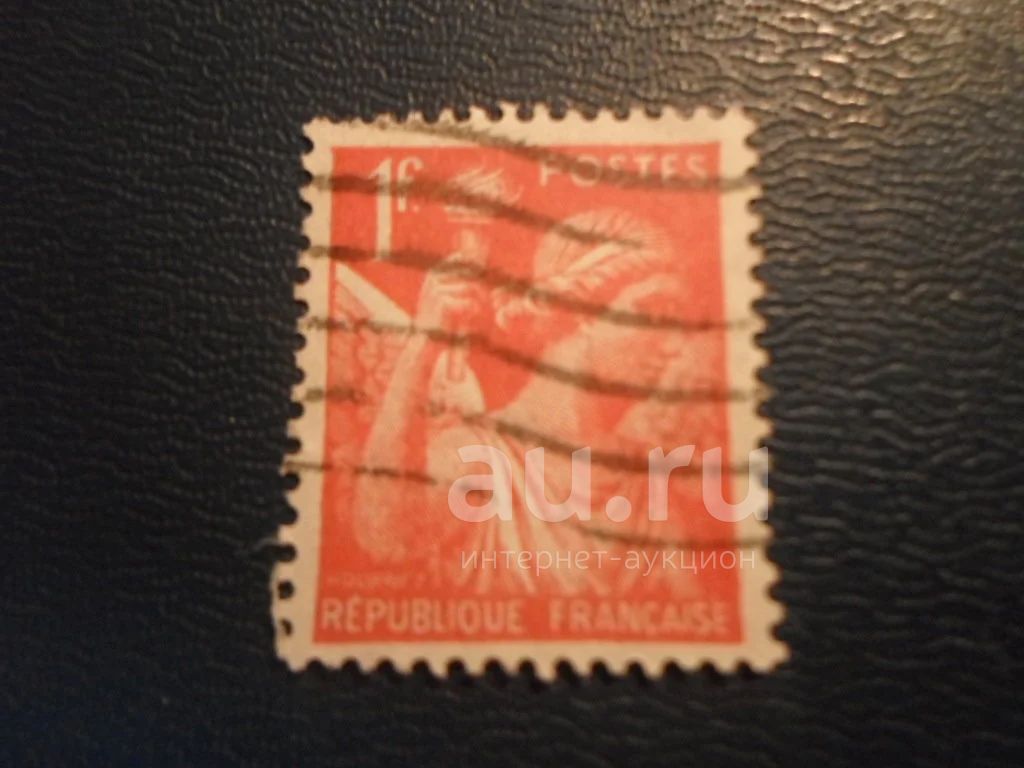 1f. POSTES
au.ru
интернет-аукцион
RÉPUBLIQUE FRANÇAISE